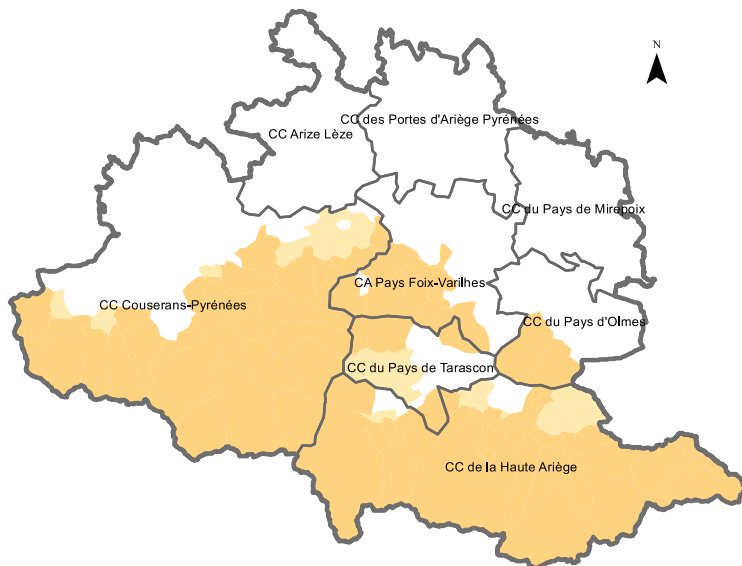 N
CC des Portes d'Ariège Pyrénées
CC Arize Lèze
CC du Pays de Mirepoix
CA Pays Foix-Varilhes
CC Couserans-Pyrénées
CC du Pays d'Olmes
CC du Pays de Tarascon
CC de la Haute Ariège